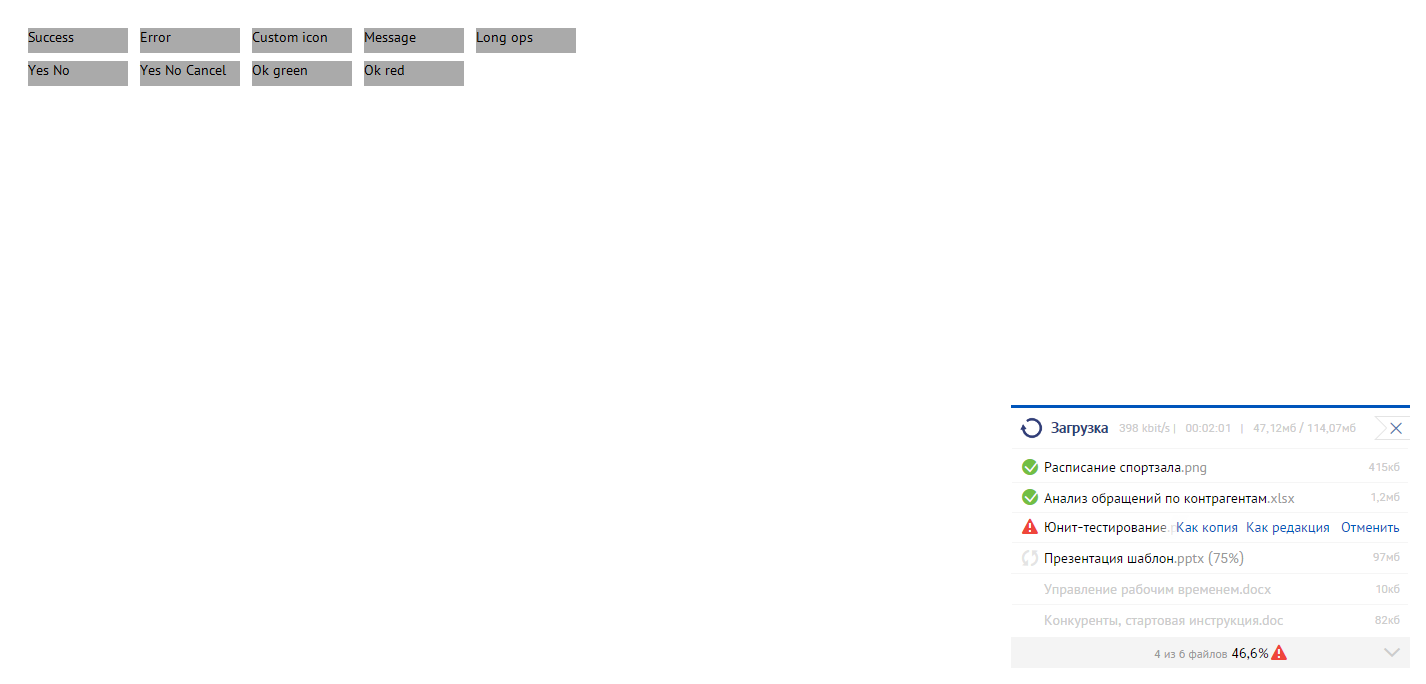 Success Error Custom icon Message Long ops
Yes No Yes No Cancel Ok green Ok red
Загрузка 398 kbit/s | 00:02:01 | 47,12мб / 114,07мб
Расписание спортзала.png 415кб
Анализ обращений по контрагентам.xlsx 1,2мб
Юнит-тестирование. Как копия Как редакция Отменить
Презентация шаблон.pptx (75%) 97мб
Управление рабочим временем.docx 10кб
Конкуренты, стартовая инструкция.doc 82кб
4 из 6 файлов 46,6%